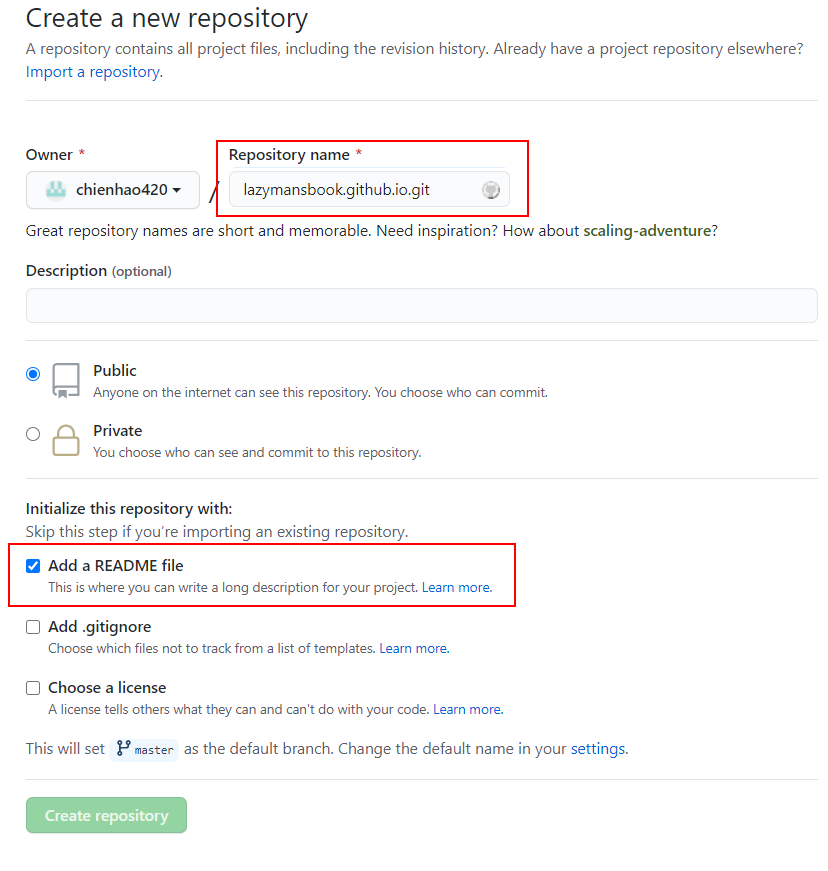 Create a new repository
A repository contains all project files, including the revision history. Already have a project repository elsewhere?
Import a repository.
Owner *
Repository name *
chienhao420
/
lazymansbook.github.io.git
Great repository names are short and memorable. Need inspiration? How about scaling-adventure?
Description (optional)
Public
Anyone on the internet can see this repository. You choose who can commit.
Private
You choose who can see and commit to this repository.
Initialize this repository with:
Skip this step if you're importing an existing repository.
Add a README file
This is where you can write a long description for your project. Learn more.
Add .gitignore
Choose which files not to track from a list of templates. Learn more.
Choose a license
A license tells others what they can and can't do with your code. Learn more.
This will set master as the default branch. Change the default name in your settings.
Create repository